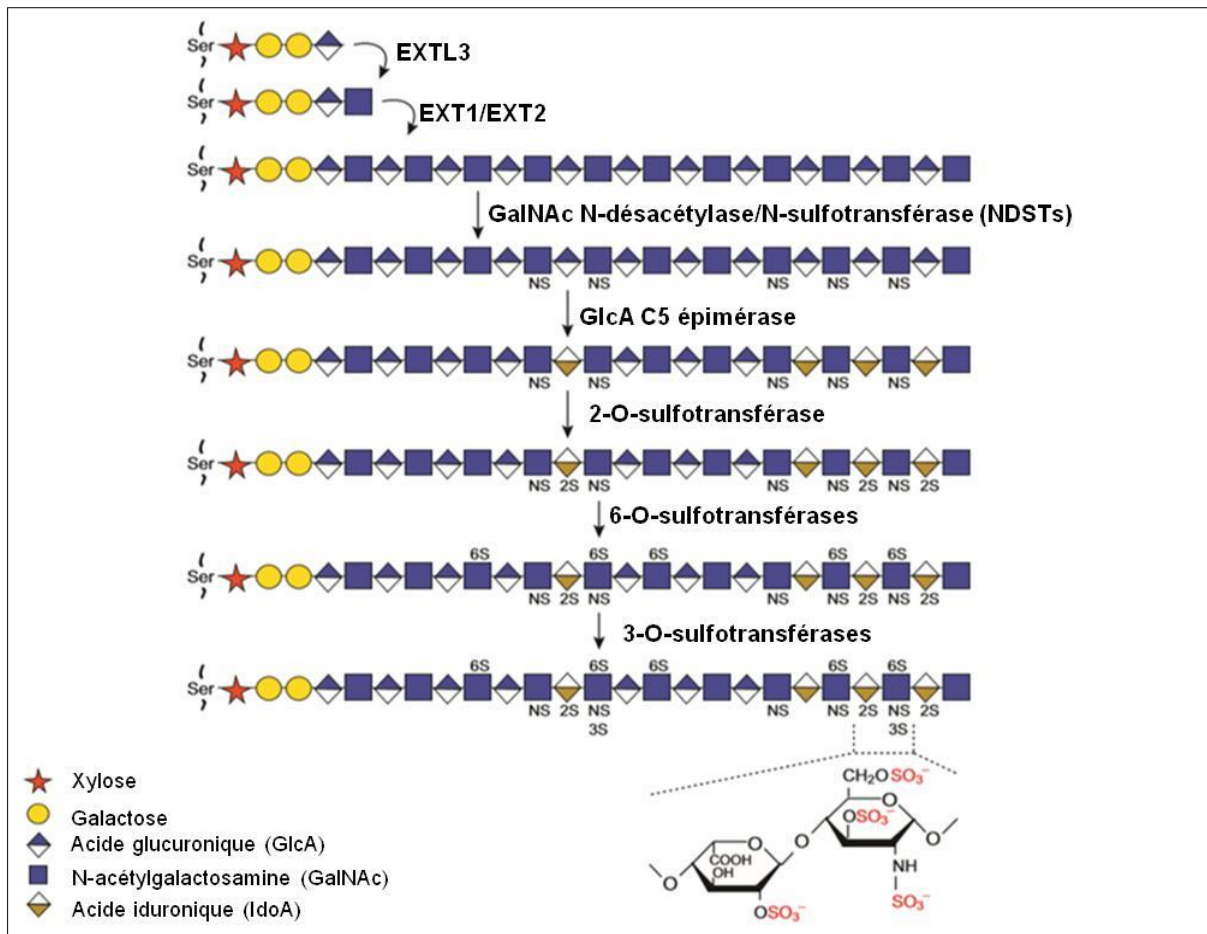 Ser
EXTL3
Ser
EXT1/EXT2
Ser
GalNAc N-désacétylase/N-sulfotransférase (NDSTs)
Ser
NS NS NS NS NS
GlcA C5 épimérase
Ser
NS NS NS NS NS
2-O-sulfotransférase
Ser
NS 2S NS NS NS 2S NS 2S
6-O-sulfotransférases
6S 6S 6S 6S 6S
Ser
NS 2S NS NS NS 2S NS 2S
3-O-sulfotransférases
6S 6S 6S 6S 6S
Ser
NS 2S NS NS NS 2S NS 2S
3S 3S
Xylose
Galactose
Acide glucuronique (GlcA)
N-acétylgalactosamine (GalNAc)
Acide iduronique (IdoA)
CH₂OSO₃⁻
O
OSO₃⁻
O
O
O
COOH
OH
NH
O
OSO₃⁻
SO₃⁻